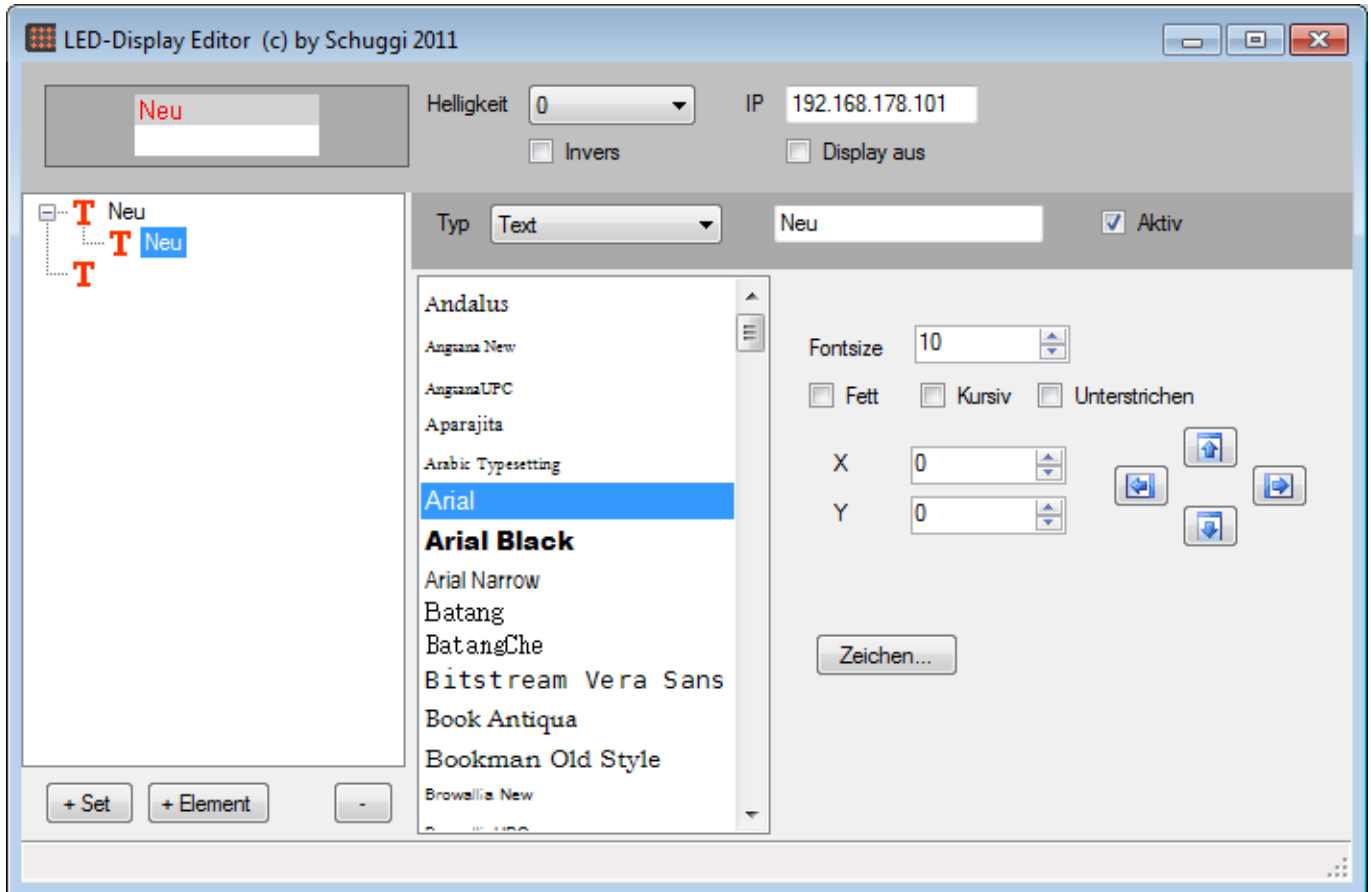 LED-Display Editor (c) by Schuggi 2011
Neu
Helligkeit 0 IP 192.168.178.101
Invers Display aus
Neu
Neu
Typ Text Neu Aktiv
Andalus
Angsana New
AngsanaUPC
Aparajita
Arabic Typesetting
Arial
Arial Black
Arial Narrow
Batang
BatangChe
Bitstream Vera Sans
Book Antiqua
Bookman Old Style
Browallia New
Fontsize 10
Fett Kursiv Unterstrichen
X 0
Y 0
Zeichen...
+ Set + Element -